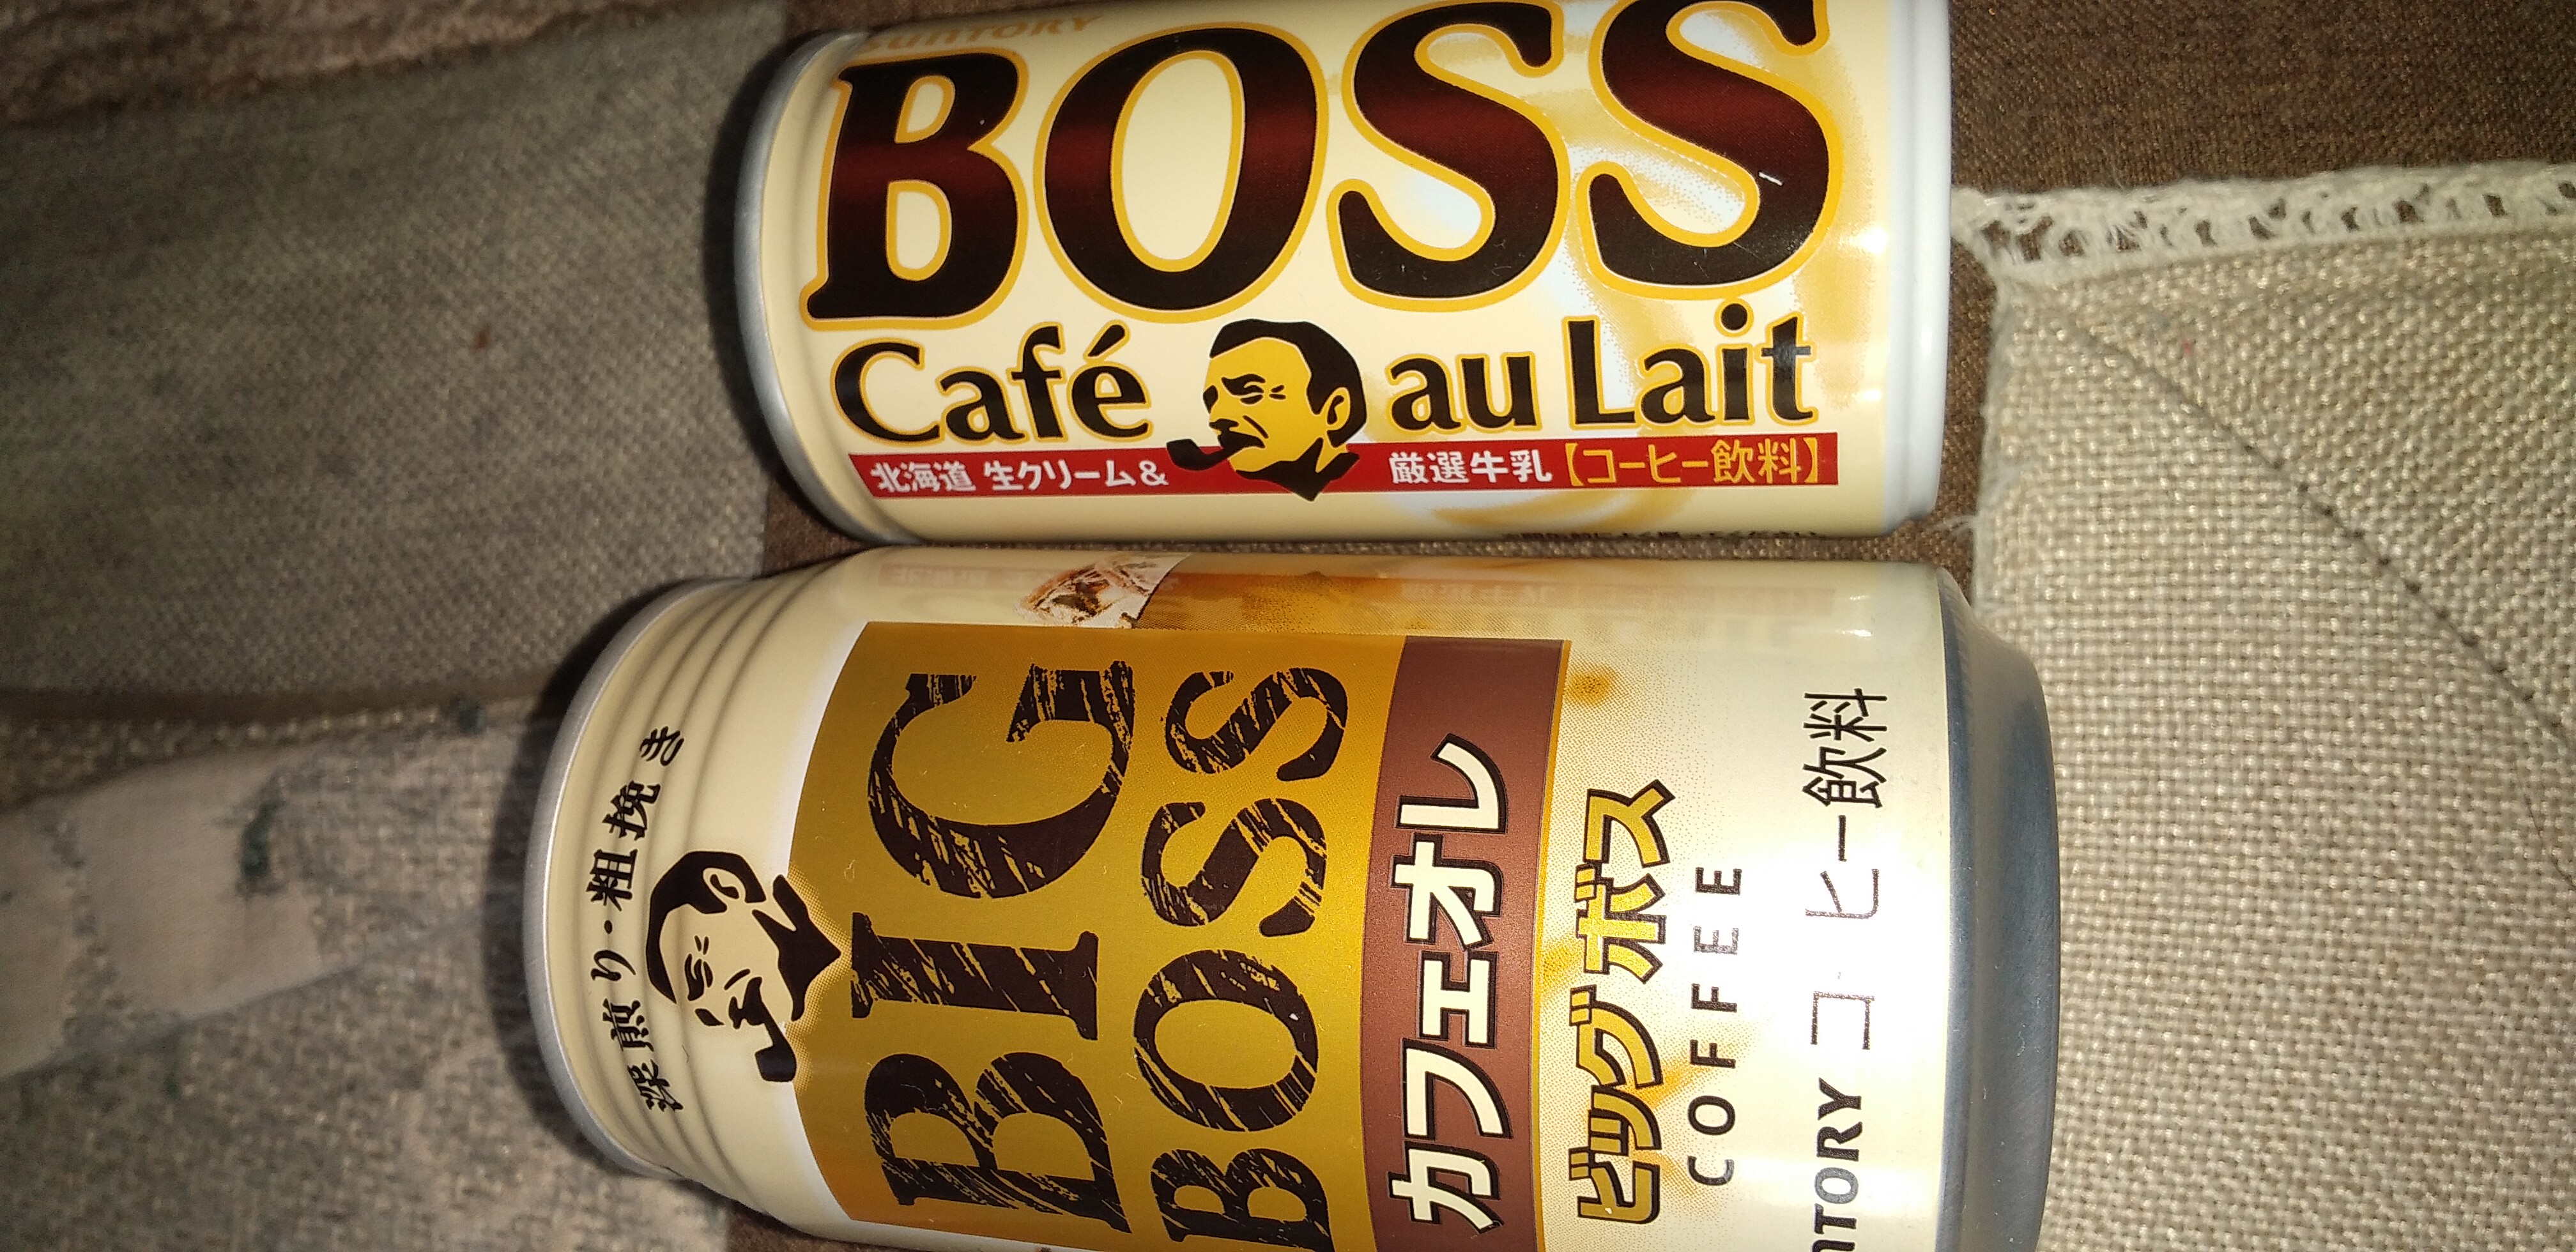 SUNTORY
BOSS
Café au Lait
北海道 生クリーム& 厳選牛乳【コーヒー飲料】
深煎り・粗挽き
BIG
BOSS
カフェオレ
ビッグ ボス
COFFEE
SUNTORY コーヒー飲料